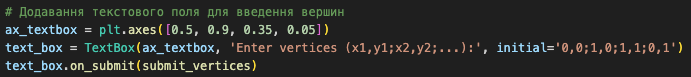 # Додавання текстового поля для введення вершин
ax_textbox = plt.axes([0.5, 0.9, 0.35, 0.05])
text_box = TextBox(ax_textbox, 'Enter vertices (x1,y1;x2,y2;...):', initial='0,0;1,0;1,1;0,1')
text_box.on_submit(submit_vertices)